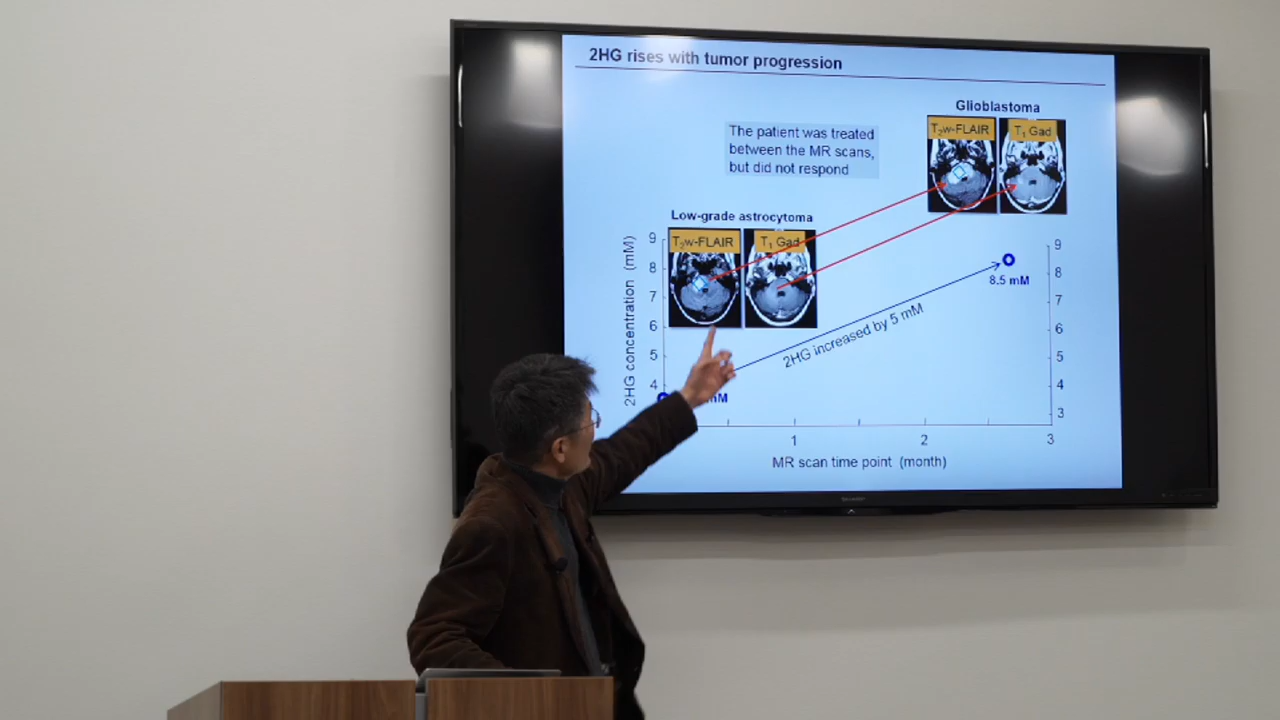 2HG rises with tumor progression
Glioblastoma
T2w-FLAIR
T1 Gad
The patient was treated
between the MR scans,
but did not respond
Low-grade astrocytoma
T2w-FLAIR
T1 Gad
2HG concentration (mM)
9
8
7
6
5
4
mM
2HG increased by 5 mM
8.5 mM
9
8
7
6
5
4
3
1
2
3
MR scan time point (month)
SHARP